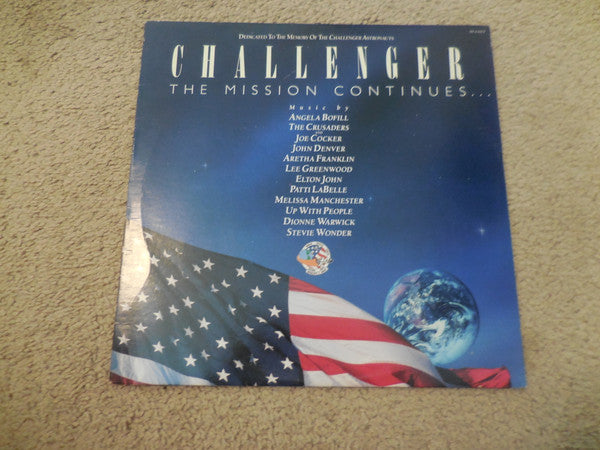 DEDICATED TO THE MEMORY OF THE CHALLENGER ASTRONAUTS
CHALLENGER
THE MISSION CONTINUES...
Music by
ANGELA BOFILL
THE CRUSADERS
JOE COCKER
JOHN DENVER
ARETHA FRANKLIN
LEE GREENWOOD
ELTON JOHN
PATTI LABELLE
MELISSA MANCHESTER
UP WITH PEOPLE
DIONNE WARWICK
STEVIE WONDER